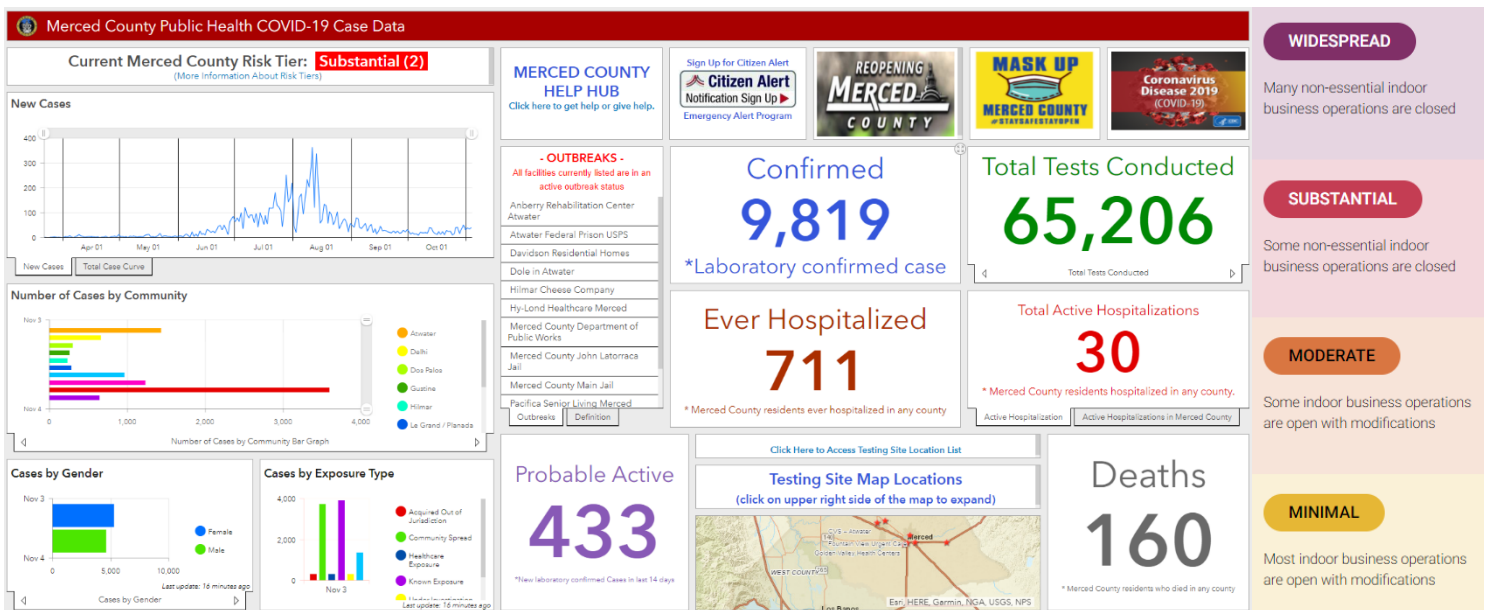 Merced County Public Health COVID-19 Case Data
Current Merced County Risk Tier: Substantial (2)
(More Information About Risk Tiers)
New Cases
400
300
200
100
0
Apr 01
May 01
Jun 01
Jul 01
Aug 01
Sep 01
Oct 01
New Cases
Total Case Curve
Number of Cases by Community
Nov 3
Nov 4
0
1,000
2,000
3,000
4,000
Atwater
Delhi
Dos Palos
Gustine
Hilmar
Le Grand / Planada
Number of Cases by Community Bar Graph
Cases by Gender
Nov 3
Nov 4
0
5,000
10,000
Female
Male
Last update: 16 minutes ago
Cases by Gender
Cases by Exposure Type
4,000
2,000
0
Nov 3
Acquired Out of
Jurisdiction
Community Spread
Healthcare
Exposure
Known Exposure
Under Investigation
Last update: 16 minutes ago
MERCED COUNTY
HELP HUB
Click here to get help or give help.
Sign Up for Citizen Alert
Citizen Alert
Notification Sign Up
Emergency Alert Program
REOPENING
MERCED
COUNTY
MASK UP
MERCED COUNTY
#STAYSAFESTAYOPEN
Coronavirus
Disease 2019
(COVID-19)
- OUTBREAKS -
All facilities currently listed are in an
active outbreak status
Anberry Rehabilitation Center
Atwater
Atwater Federal Prison USPS
Davidson Residential Homes
Dole in Atwater
Hilmar Cheese Company
Hy-Lond Healthcare Merced
Merced County Department of
Public Works
Merced County John Latorraca
Jail
Merced County Main Jail
Pacifica Senior Living Merced
Outbreaks
Definition
Confirmed
9,819
*Laboratory confirmed case
Total Tests Conducted
65,206
Total Tests Conducted
Ever Hospitalized
711
* Merced County residents ever hospitalized in any county
Total Active Hospitalizations
30
* Merced County residents hospitalized in any county.
Active Hospitalization
Active Hospitalizations in Merced County
Probable Active
433
*New laboratory confirmed Cases in last 14 days
Click Here to Access Testing Site Location List
Testing Site Map Locations
(click on upper right side of the map to expand)
CVS - Atwater
Fountain View Urgent Care
Golden Valley Health Centers
Merced
WEST COUNTY
Los Banos
Esri, HERE, Garmin, NGA, USGS, NPS
Deaths
160
* Merced County residents who died in any county
WIDESPREAD
Many non-essential indoor
business operations are closed
SUBSTANTIAL
Some non-essential indoor
business operations are closed
MODERATE
Some indoor business operations
are open with modifications
MINIMAL
Most indoor business operations
are open with modifications